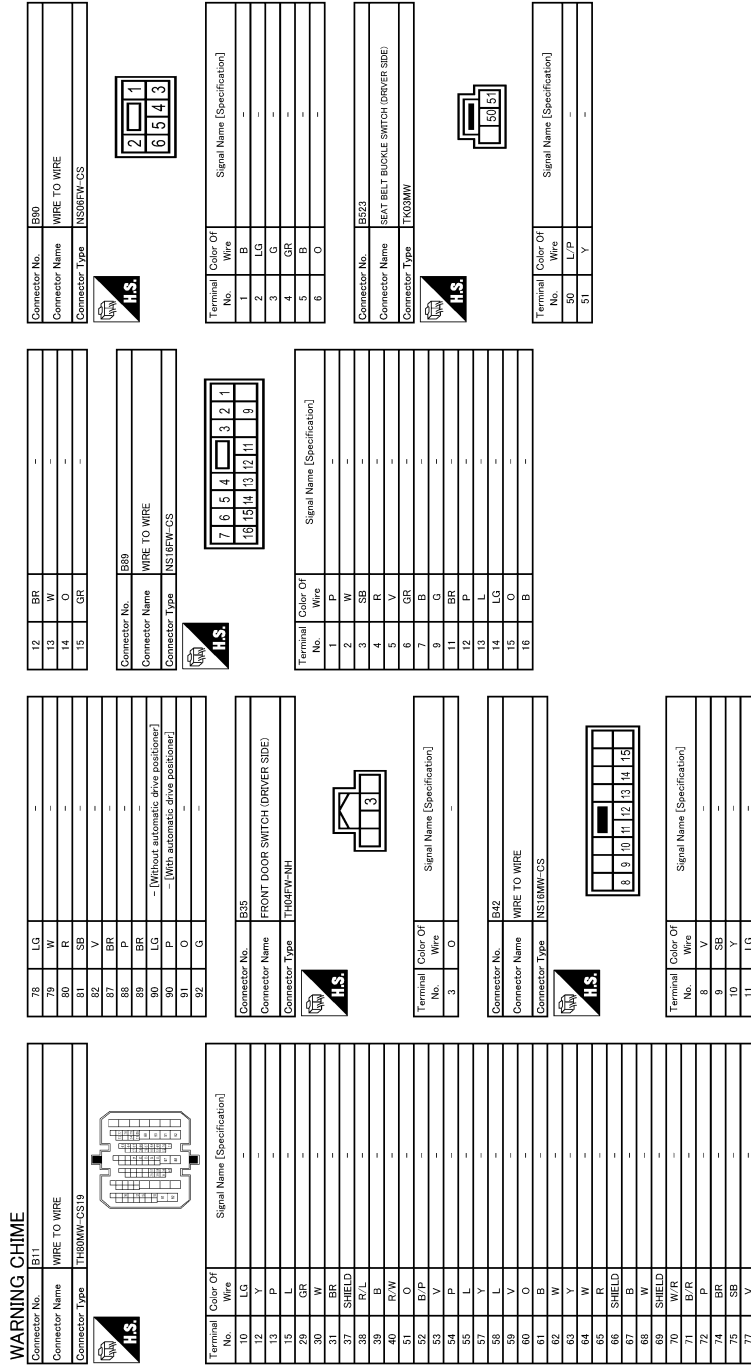 WARNING CHIME
Connector No. B11
Connector Name WIRE TO WIRE
Connector Type TH80MW-CS19
H.S.
Terminal No. Color Of Wire Signal Name [Specification]
10 LG -
12 Y -
13 P -
15 L -
29 GR -
30 W -
31 BR -
37 SHIELD -
38 R/L -
39 B -
40 R/W -
51 O -
52 B/P -
53 V -
54 P -
55 L -
57 Y -
58 L -
59 V -
60 O -
61 B -
62 W -
63 Y -
64 W -
65 R -
66 SHIELD -
67 B -
68 W -
69 SHIELD -
70 W/R -
71 B/R -
72 P -
74 BR -
75 SB -
77 V -
78 LG -
79 W -
80 R -
81 SB -
82 V -
87 BR -
88 P -
89 BR -
90 LG - [Without automatic drive positioner]
90 P - [With automatic drive positioner]
91 O -
92 G -
Connector No. B35
Connector Name FRONT DOOR SWITCH (DRIVER SIDE)
Connector Type TH04FW-NH
H.S.
3
Terminal No. Color Of Wire Signal Name [Specification]
3 O -
Connector No. B42
Connector Name WIRE TO WIRE
Connector Type NS16MW-CS
H.S.
8 9 10 11 12 13 14 15
Terminal No. Color Of Wire Signal Name [Specification]
8 V -
9 SB -
10 Y -
11 LG -
12 BR -
13 W -
14 O -
15 GR -
Connector No. B89
Connector Name WIRE TO WIRE
Connector Type NS16FW-CS
H.S.
7 6 5 4 3 2 1
16 15 14 13 12 11 9
Terminal No. Color Of Wire Signal Name [Specification]
1 P -
2 W -
3 SB -
4 R -
5 V -
6 GR -
7 B -
9 G -
11 BR -
12 P -
13 L -
14 LG -
15 O -
16 B -
Connector No. B90
Connector Name WIRE TO WIRE
Connector Type NS06FW-CS
H.S.
2 1
6 5 4 3
Terminal No. Color Of Wire Signal Name [Specification]
1 B -
2 LG -
3 G -
4 GR -
5 B -
6 O -
Connector No. B523
Connector Name SEAT BELT BUCKLE SWITCH (DRIVER SIDE)
Connector Type TK03MW
H.S.
50 51
Terminal No. Color Of Wire Signal Name [Specification]
50 L/P -
51 Y -